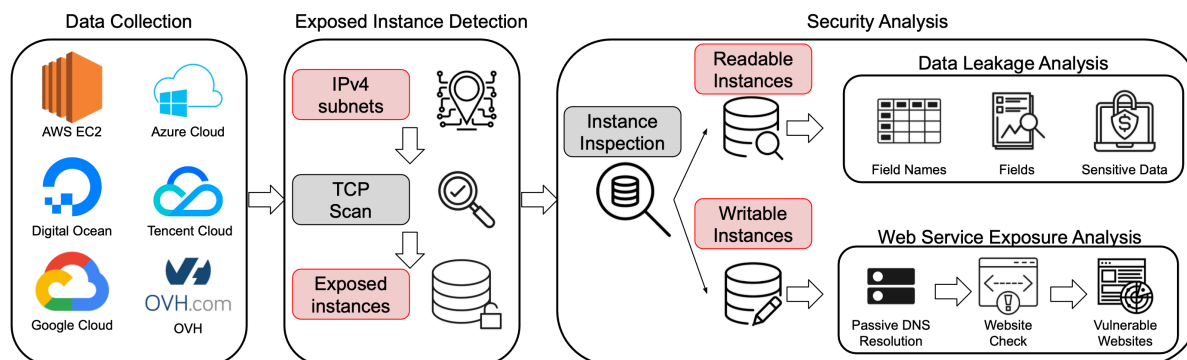 Data Collection
AWS EC2
Azure Cloud
Digital Ocean
Tencent Cloud
Google Cloud
OVH.com
OVH
Exposed Instance Detection
IPv4
subnets
TCP
Scan
Exposed
instances
Security Analysis
Instance
Inspection
Readable
Instances
Writable
Instances
Data Leakage Analysis
Field Names
Fields
Sensitive Data
Web Service Exposure Analysis
Passive DNS
Resolution
Website
Check
Vulnerable
Websites